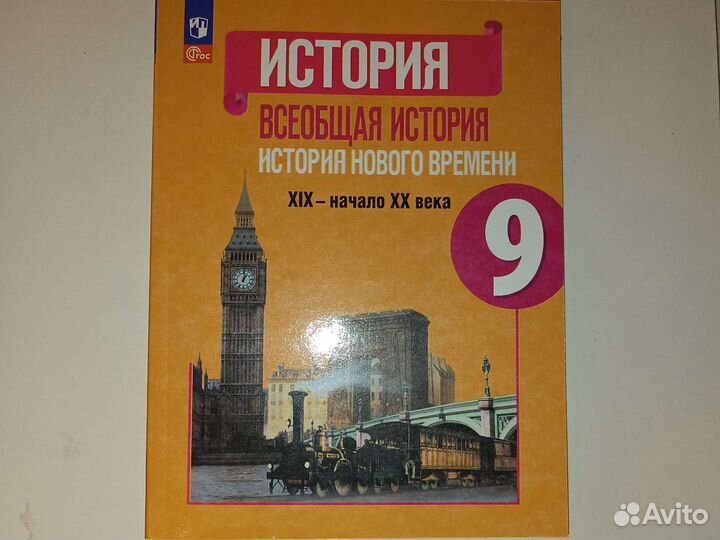 ФГОС
ИСТОРИЯ
ВСЕОБЩАЯ ИСТОРИЯ
ИСТОРИЯ НОВОГО ВРЕМЕНИ
XIX – начало XX века
9
Avito